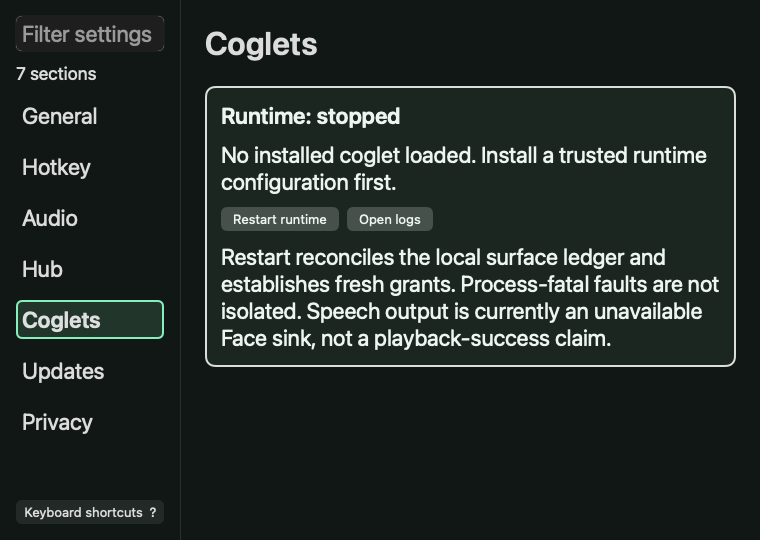 Filter settings
7 sections
General
Hotkey
Audio
Hub
Coglets
Updates
Privacy
Keyboard shortcuts ?
Coglets
Runtime: stopped
No installed coglet loaded. Install a trusted runtime
configuration first.
Restart runtime
Open logs
Restart reconciles the local surface ledger and
establishes fresh grants. Process-fatal faults are not
isolated. Speech output is currently an unavailable
Face sink, not a playback-success claim.